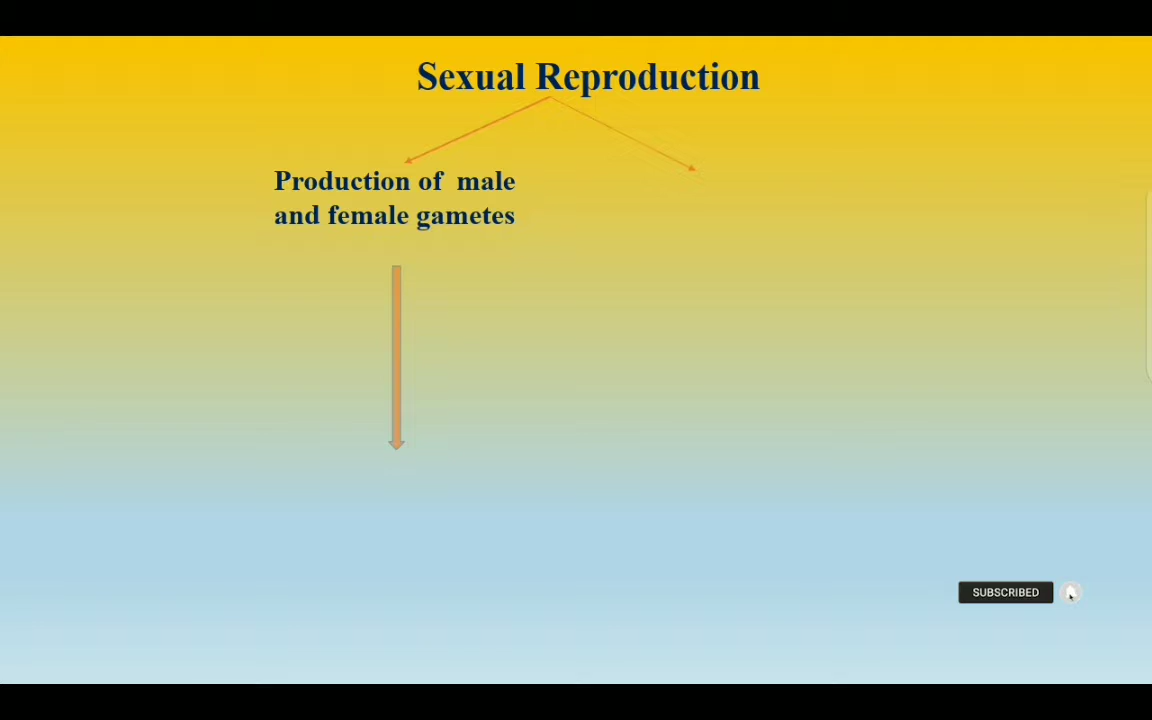 Sexual Reproduction
Production of male
and female gametes
SUBSCRIBED